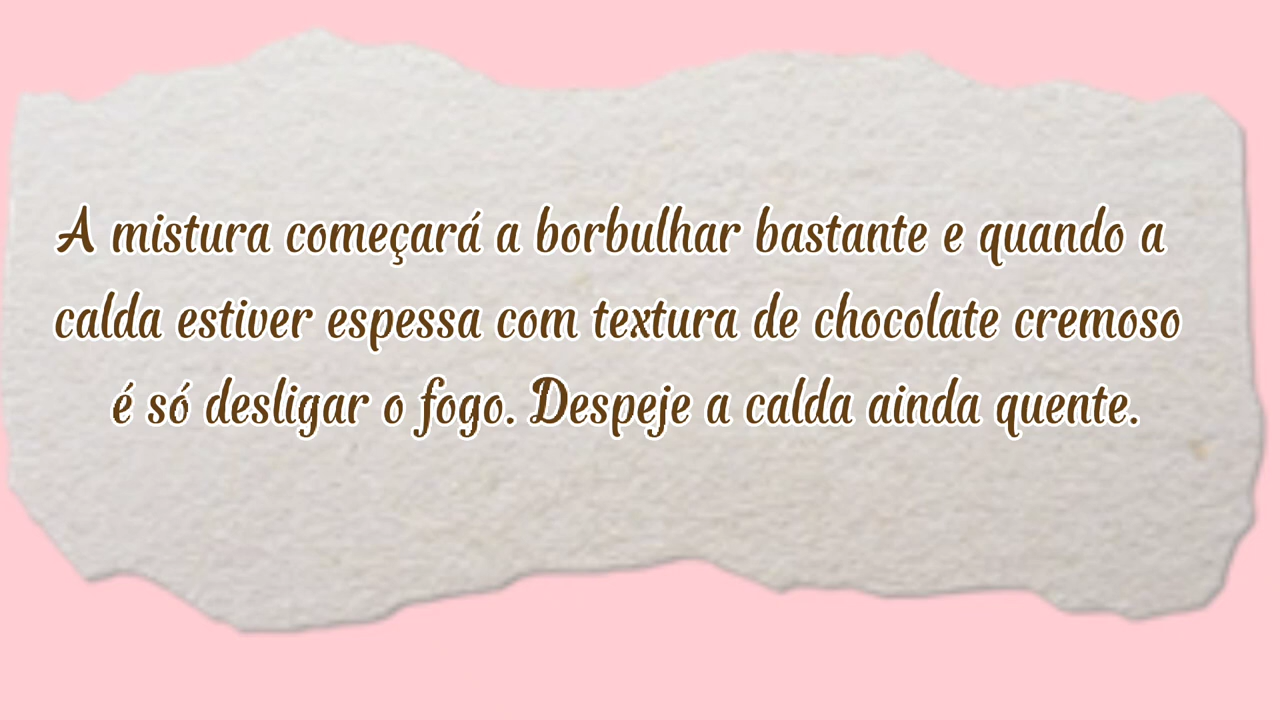 A mistura começará a borbulhar bastante e quando a
calda estiver espessa com textura de chocolate cremoso
é só desligar o fogo. Despeje a calda ainda quente.